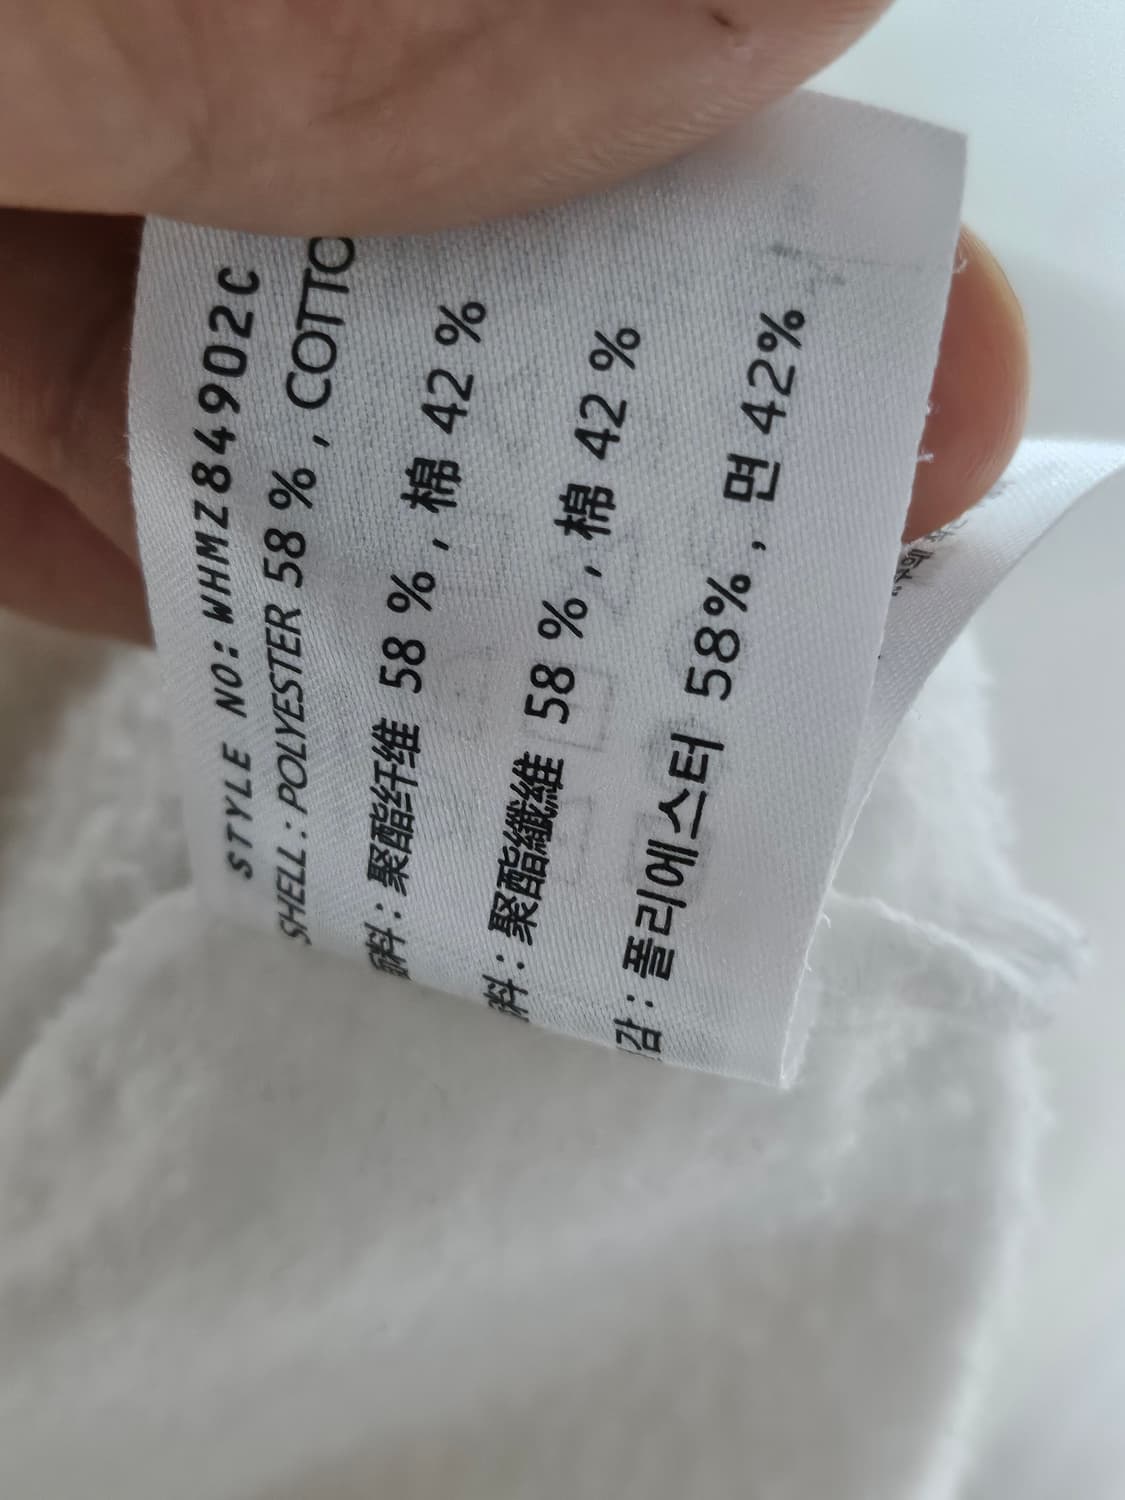 STYLE NO: WHMZ84902C
SHELL : POLYESTER 58 % , COTTO
面料 : 聚酯纤维 58 % , 棉 42 %
料 : 聚酯纖維 58 % , 棉 42 %
감 : 폴리에스터 58% , 면 42%